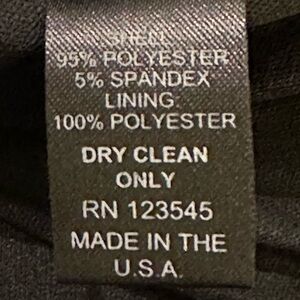 SHELL:
95% POLYESTER
5% SPANDEX
LINING:
100% POLYESTER
DRY CLEAN
ONLY
RN 123545
MADE IN THE
U.S.A.